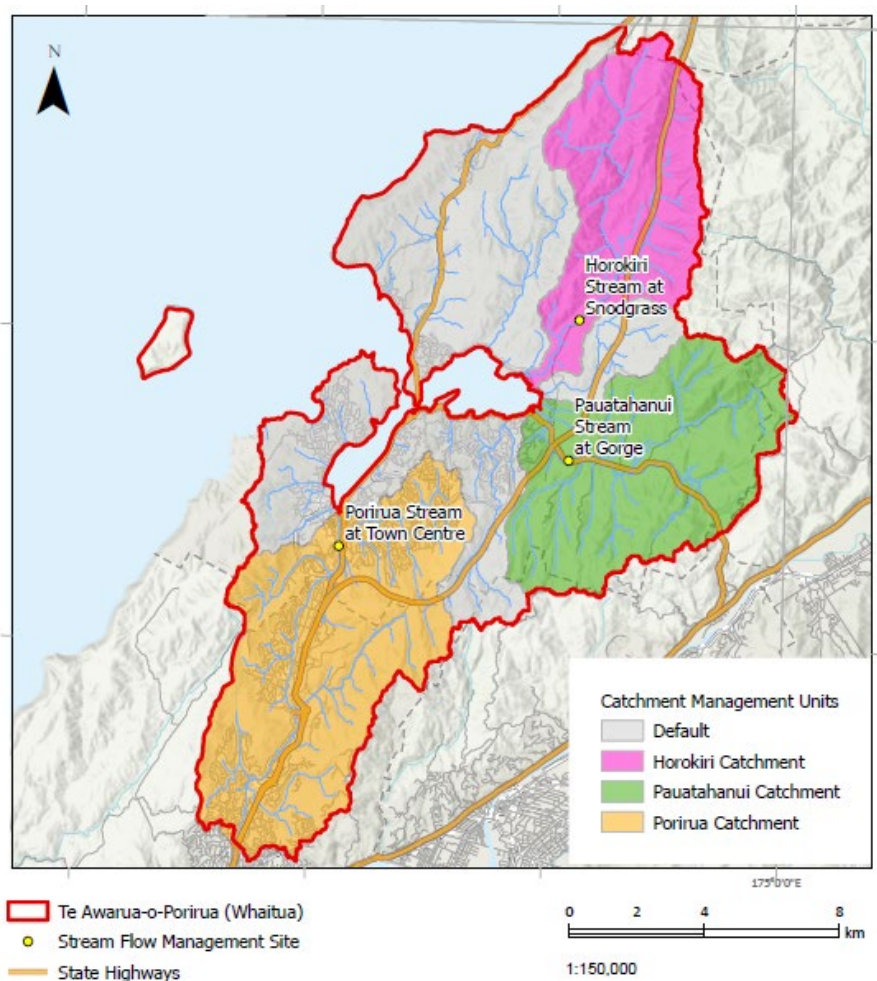 N
Horokiri
Stream at
Snodgrass
Pauatahanui
Stream
at Gorge
Porirua Stream
at Town Centre
Catchment Management Units
Default
Horokiri Catchment
Pauatahanui Catchment
Porirua Catchment
175°0'0"E
Te Awarua-o-Porirua (Whaitua)
Stream Flow Management Site
State Highways
0 2 4 8
km
1:150,000